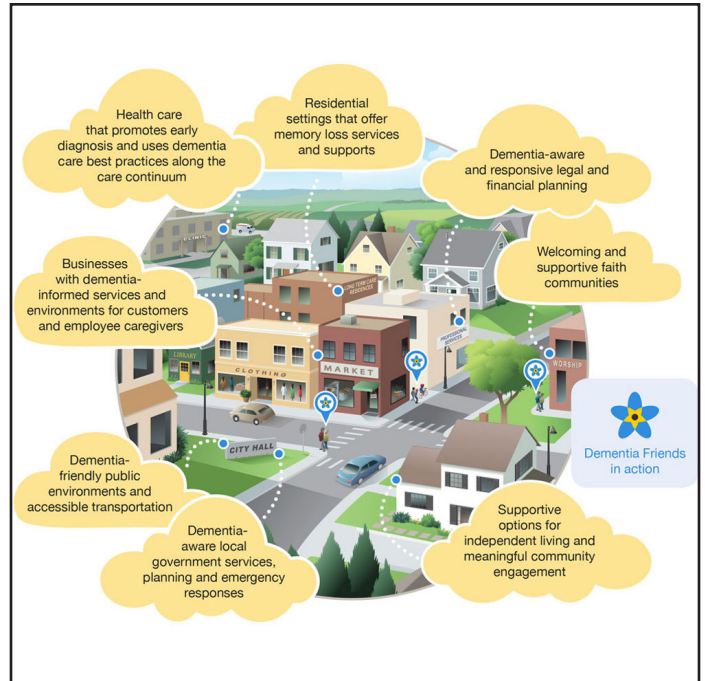 Health care
that promotes early
diagnosis and uses dementia
care best practices along the
care continuum
Residential
settings that offer
memory loss services
and supports
Dementia-aware
and responsive legal and
financial planning
Welcoming and
supportive faith
communities
Businesses
with dementia-
informed services and
environments for customers
and employee caregivers
CLINIC
LONG TERM CARE
RESIDENCES
PROFESSIONAL
SERVICES
LIBRARY
CLOTHING
MARKET
WORSHIP
Dementia Friends
in action
CITY HALL
Dementia-
friendly public
environments and
accessible transportation
Dementia-
aware local
government services,
planning and emergency
responses
Supportive
options for
independent living and
meaningful community
engagement